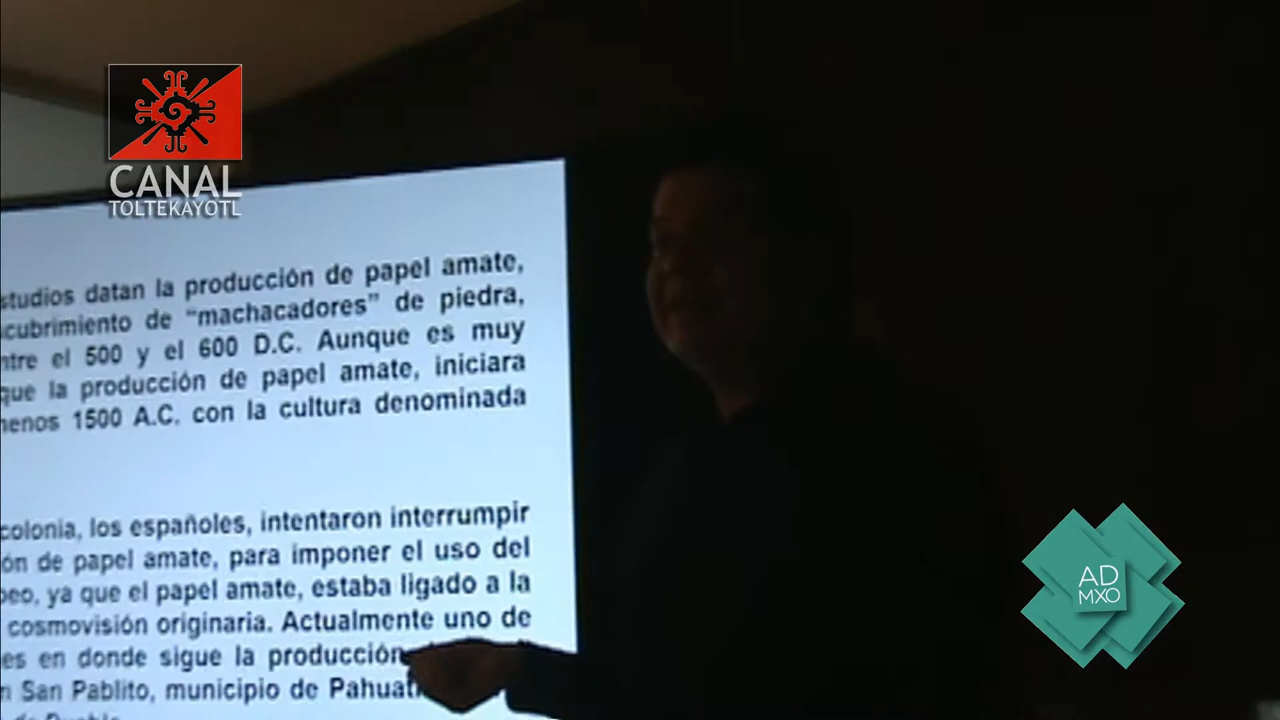 CANAL
TOLTEKAYOTL
studios datan la producción de papel amate,
cubrimiento de “machacadores” de piedra,
ntre el 500 y el 600 D.C. Aunque es muy
que la producción de papel amate, iniciara
menos 1500 A.C. con la cultura denominada
colonia, los españoles, intentaron interrumpir
ón de papel amate, para imponer el uso del
peo, ya que el papel amate, estaba ligado a la
cosmovisión originaria. Actualmente uno de
es en donde sigue la producción
n San Pablito, municipio de Pahuat
de Puebla
AD
MXO